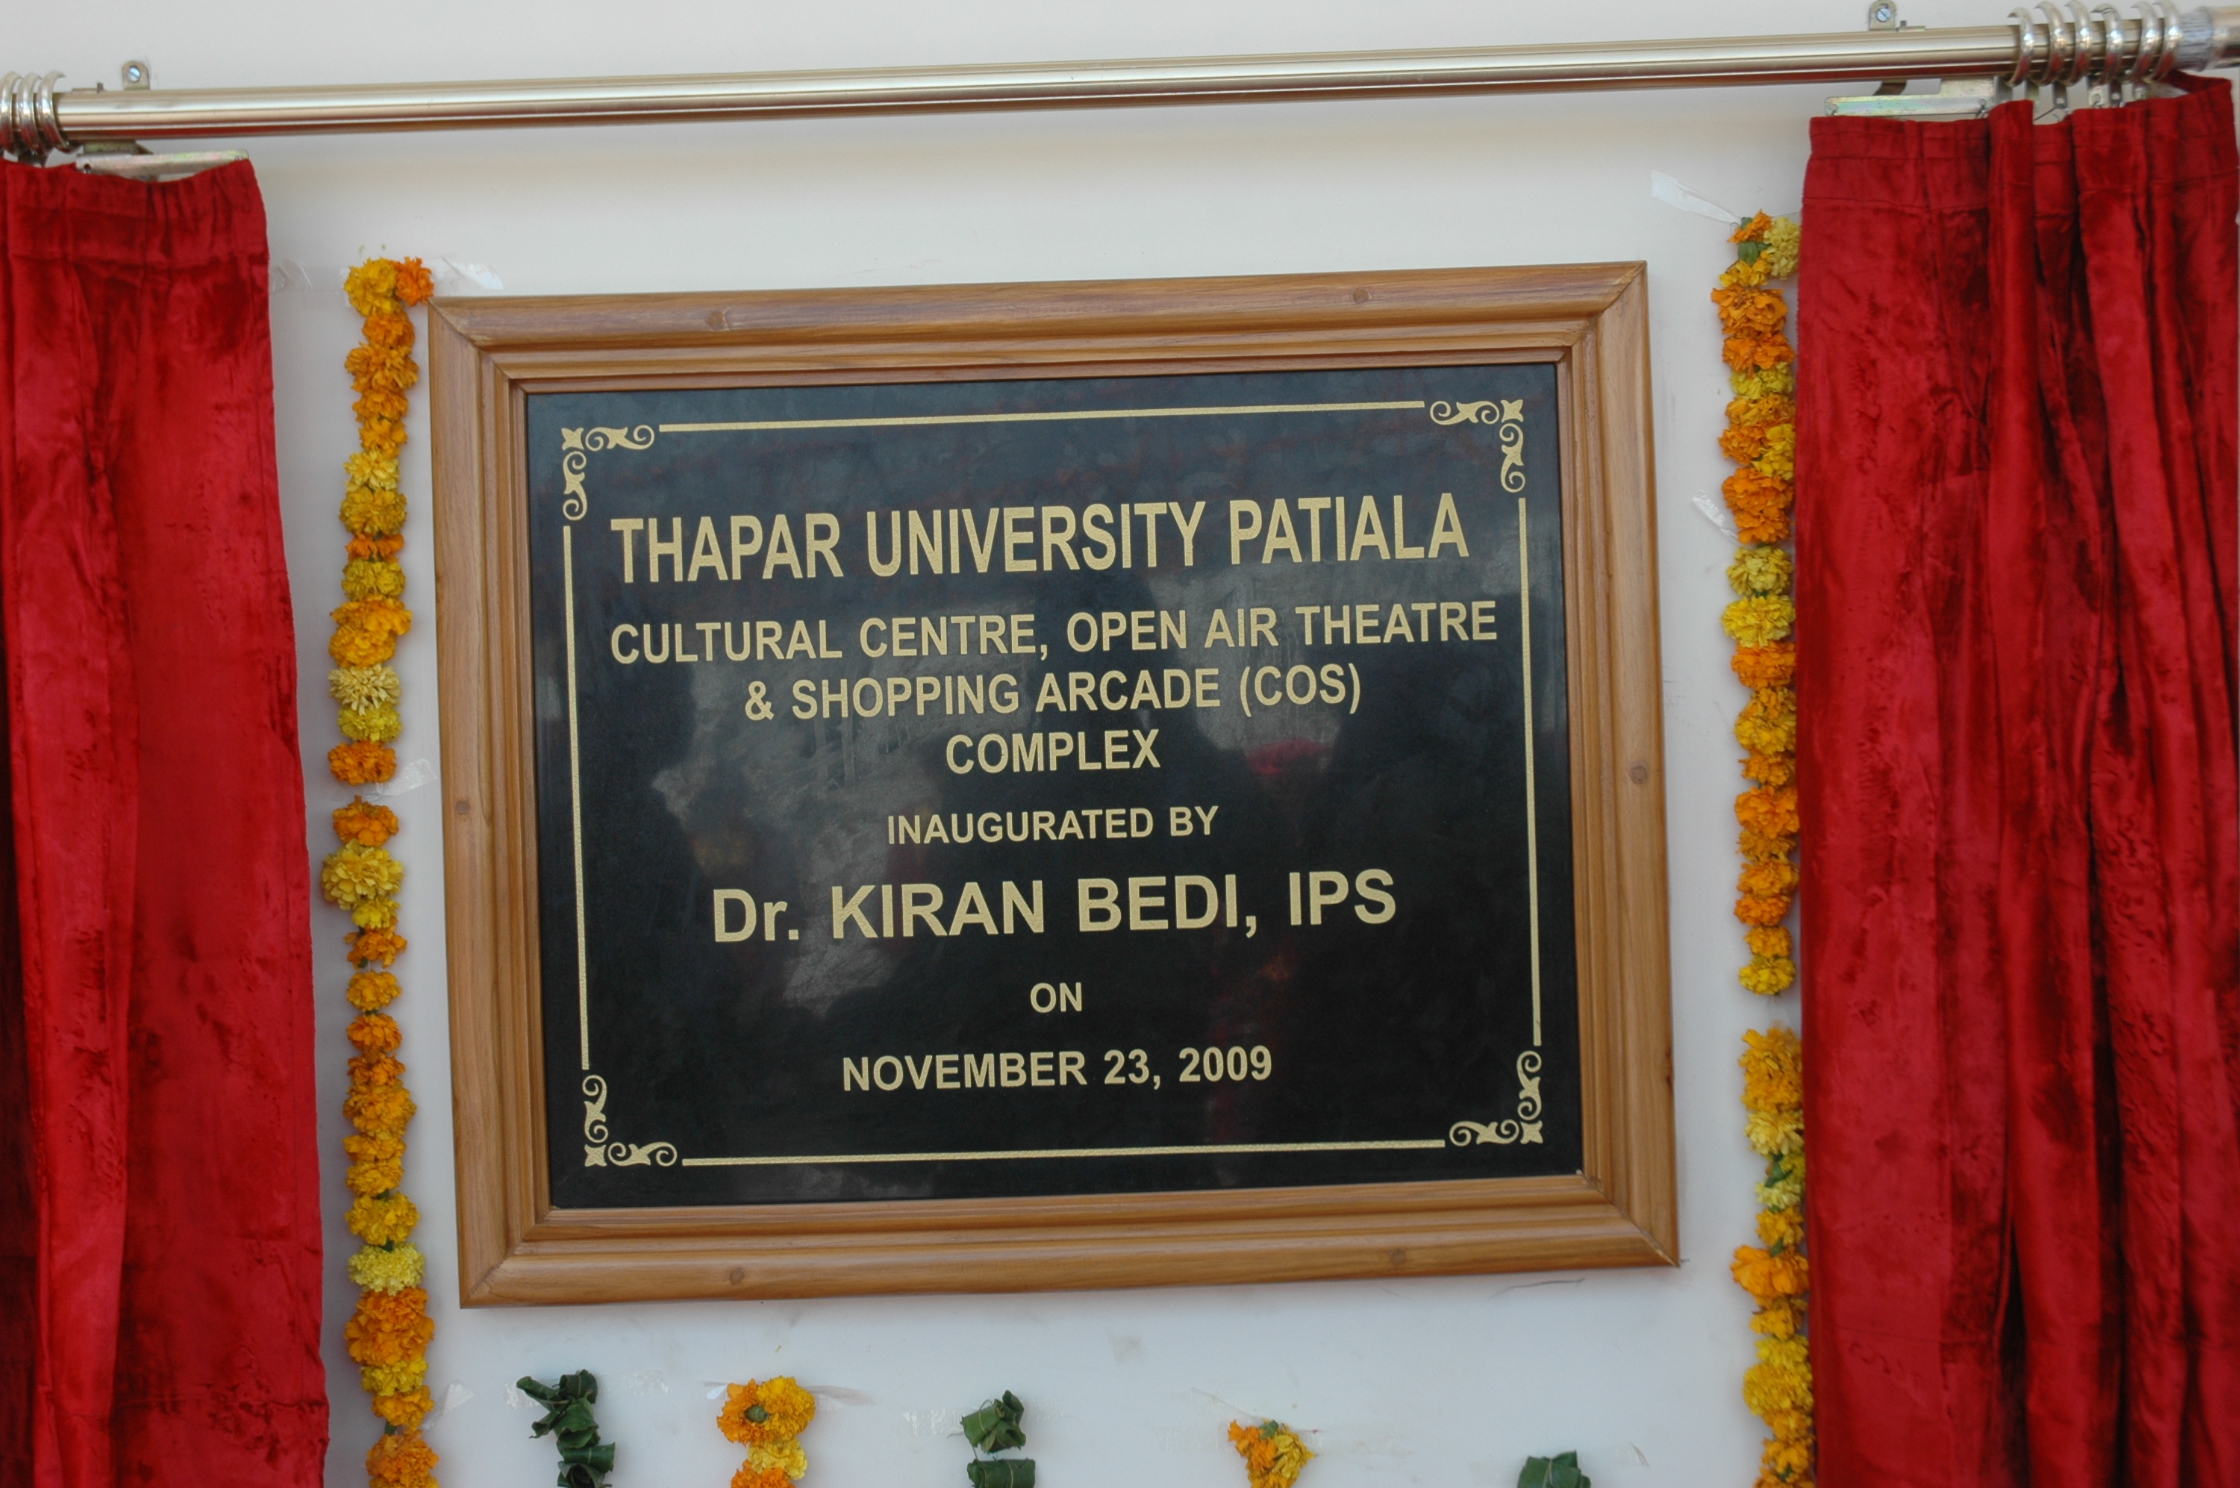 THAPAR UNIVERSITY PATIALA
CULTURAL CENTRE, OPEN AIR THEATRE
& SHOPPING ARCADE (COS)
COMPLEX
INAUGURATED BY
Dr. KIRAN BEDI, IPS
ON
NOVEMBER 23, 2009